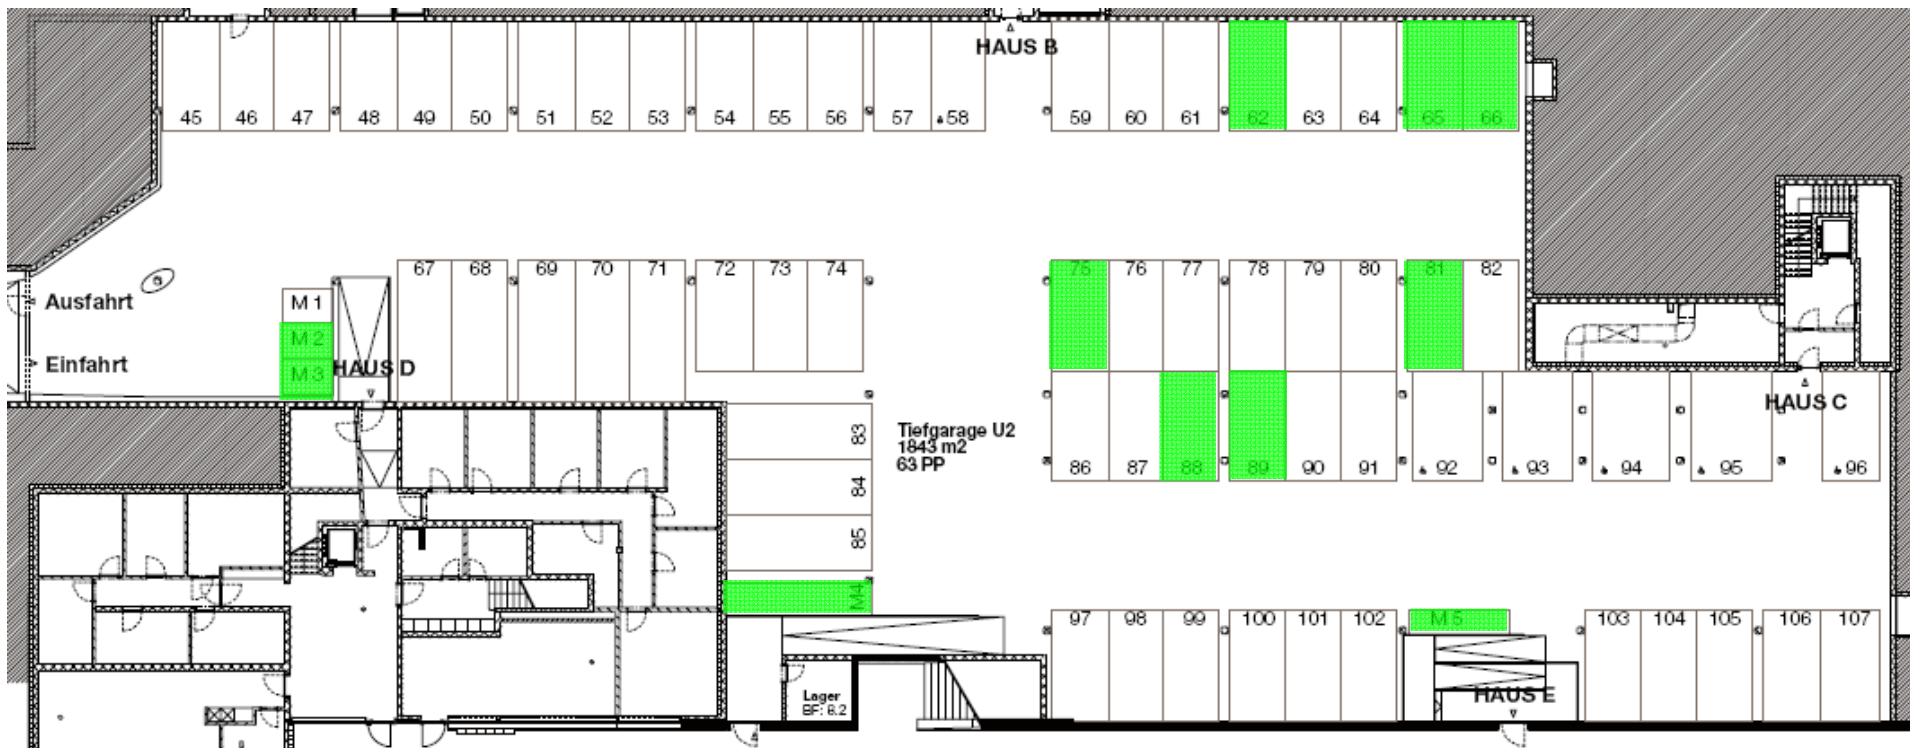 HAUS B
45 46 47 48 49 50 51 52 53 54 55 56 57 58 59 60 61 62 63 64 65 66
67 68 69 70 71 72 73 74 75 76 77 78 79 80 81 82
Ausfahrt
M 1
M 2
Einfahrt
HAUS D
M 3
HAUS C
Tiefgarage U2
1843 m2
63 PP
83
84
85
86 87 88 89 90 91 92 93 94 95 96
M4
97 98 99 100 101 102 M 5 103 104 105 106 107
Lager
BF: 6.2
HAUS E